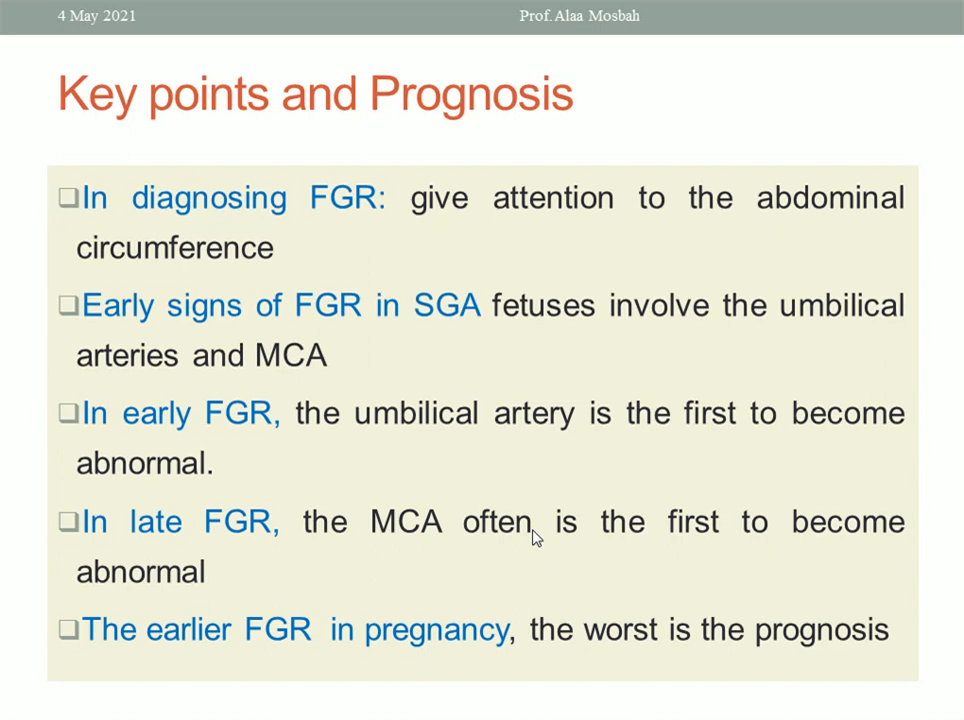 4 May 2021
Prof. Alaa Mosbah
Key points and Prognosis
❑In diagnosing FGR: give attention to the abdominal
circumference
❑Early signs of FGR in SGA fetuses involve the umbilical
arteries and MCA
❑In early FGR, the umbilical artery is the first to become
abnormal.
❑In late FGR, the MCA often is the first to become
abnormal
❑The earlier FGR in pregnancy, the worst is the prognosis